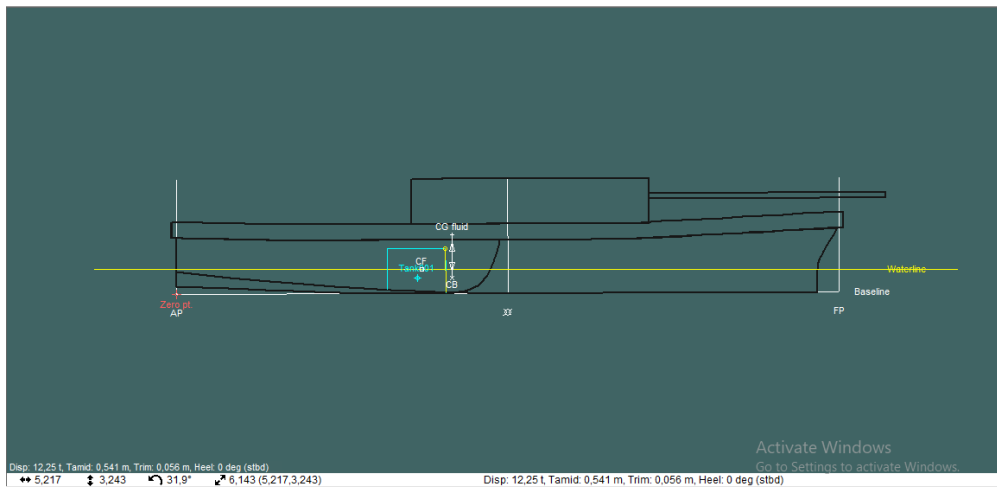 CG fluid
CF
Tank001
CB
Waterline
Baseline
Zero pt.
AP
FP
Activate Windows
Go to Settings to activate Windows.
Disp: 12,25 t, Tamid: 0,541 m, Trim: 0,056 m, Heel: 0 deg (stbd)
5,217 3,243 31,9° 6,143 (5,217,3,243) Disp: 12,25 t, Tamid: 0,541 m, Trim: 0,056 m, Heel: 0 deg (stbd)